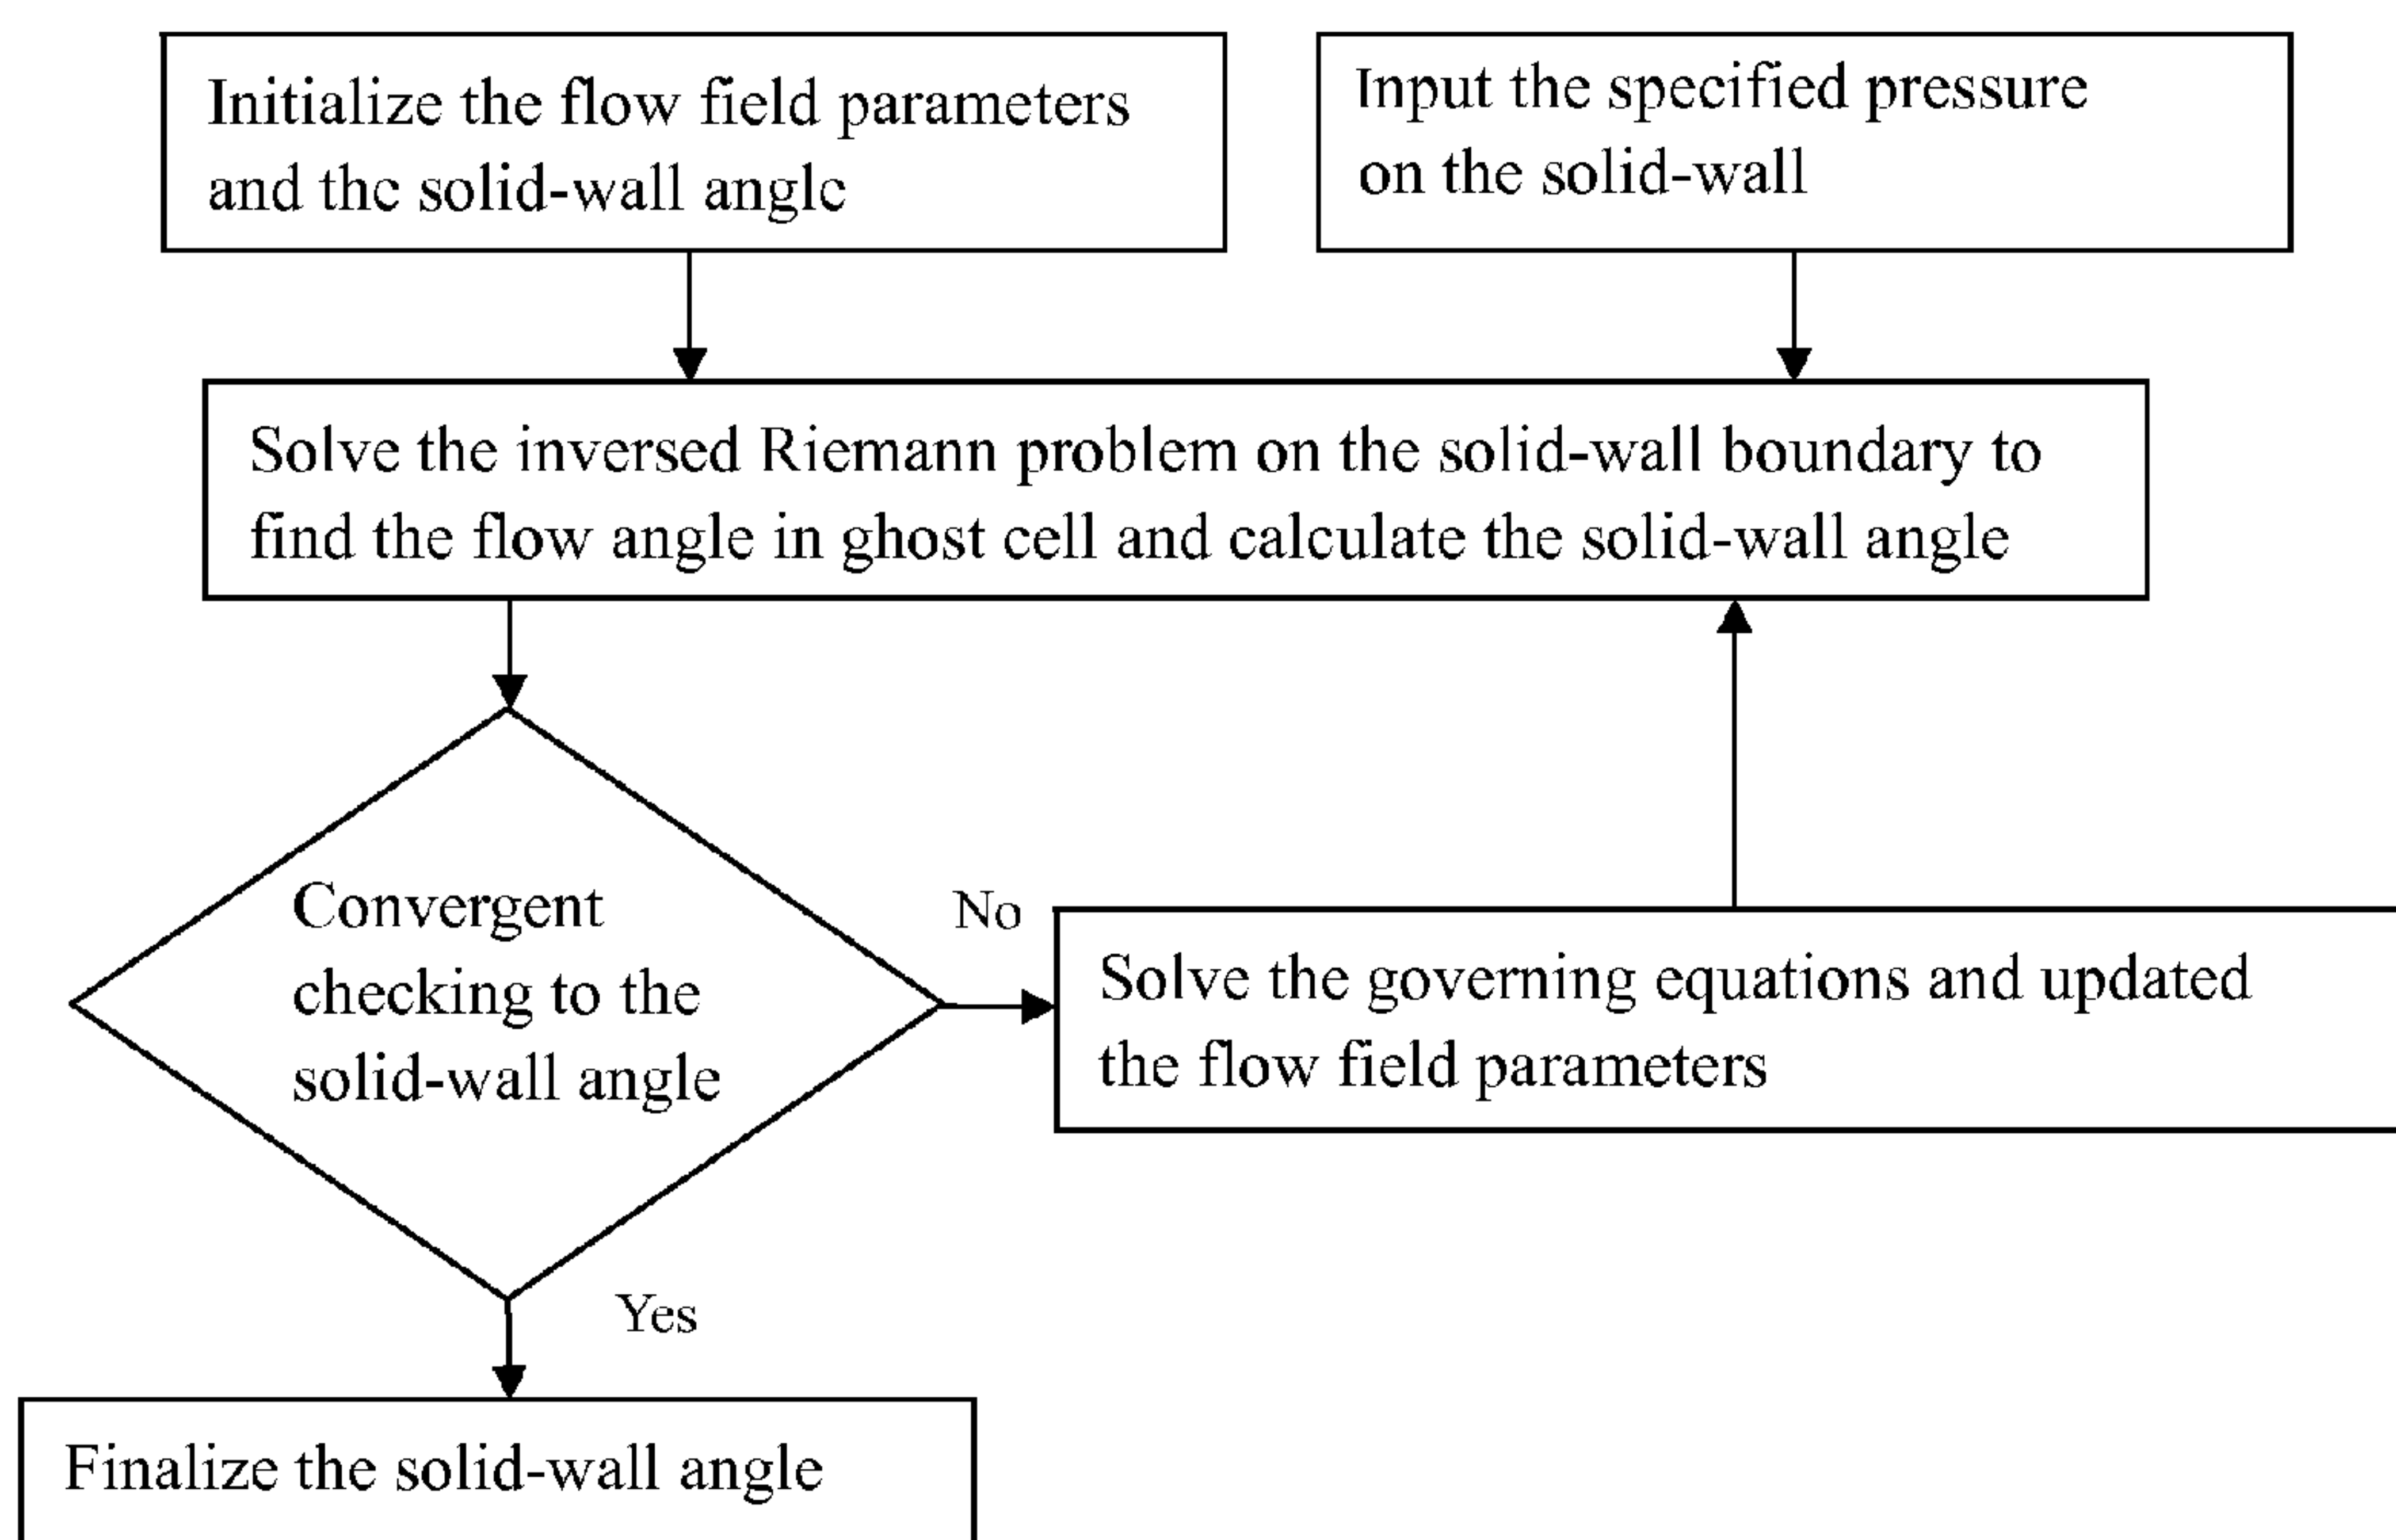 Initialize the flow field parameters
and the solid-wall angle
Input the specified pressure
on the solid-wall
Solve the inversed Riemann problem on the solid-wall boundary to
find the flow angle in ghost cell and calculate the solid-wall angle
Convergent
checking to the
solid-wall angle
No
Solve the governing equations and updated
the flow field parameters
Yes
Finalize the solid-wall angle